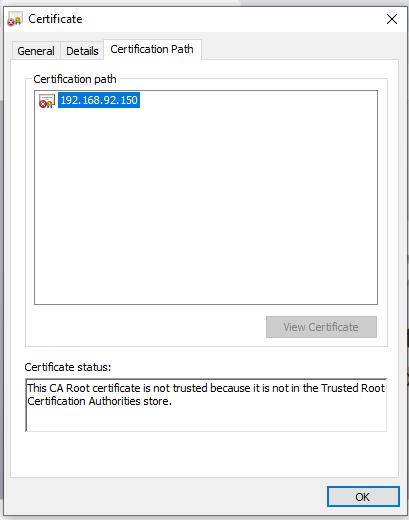 Certificate
General
Details
Certification Path
Certification path
192.168.92.150
View Certificate
Certificate status:
This CA Root certificate is not trusted because it is not in the Trusted Root
Certification Authorities store.
OK